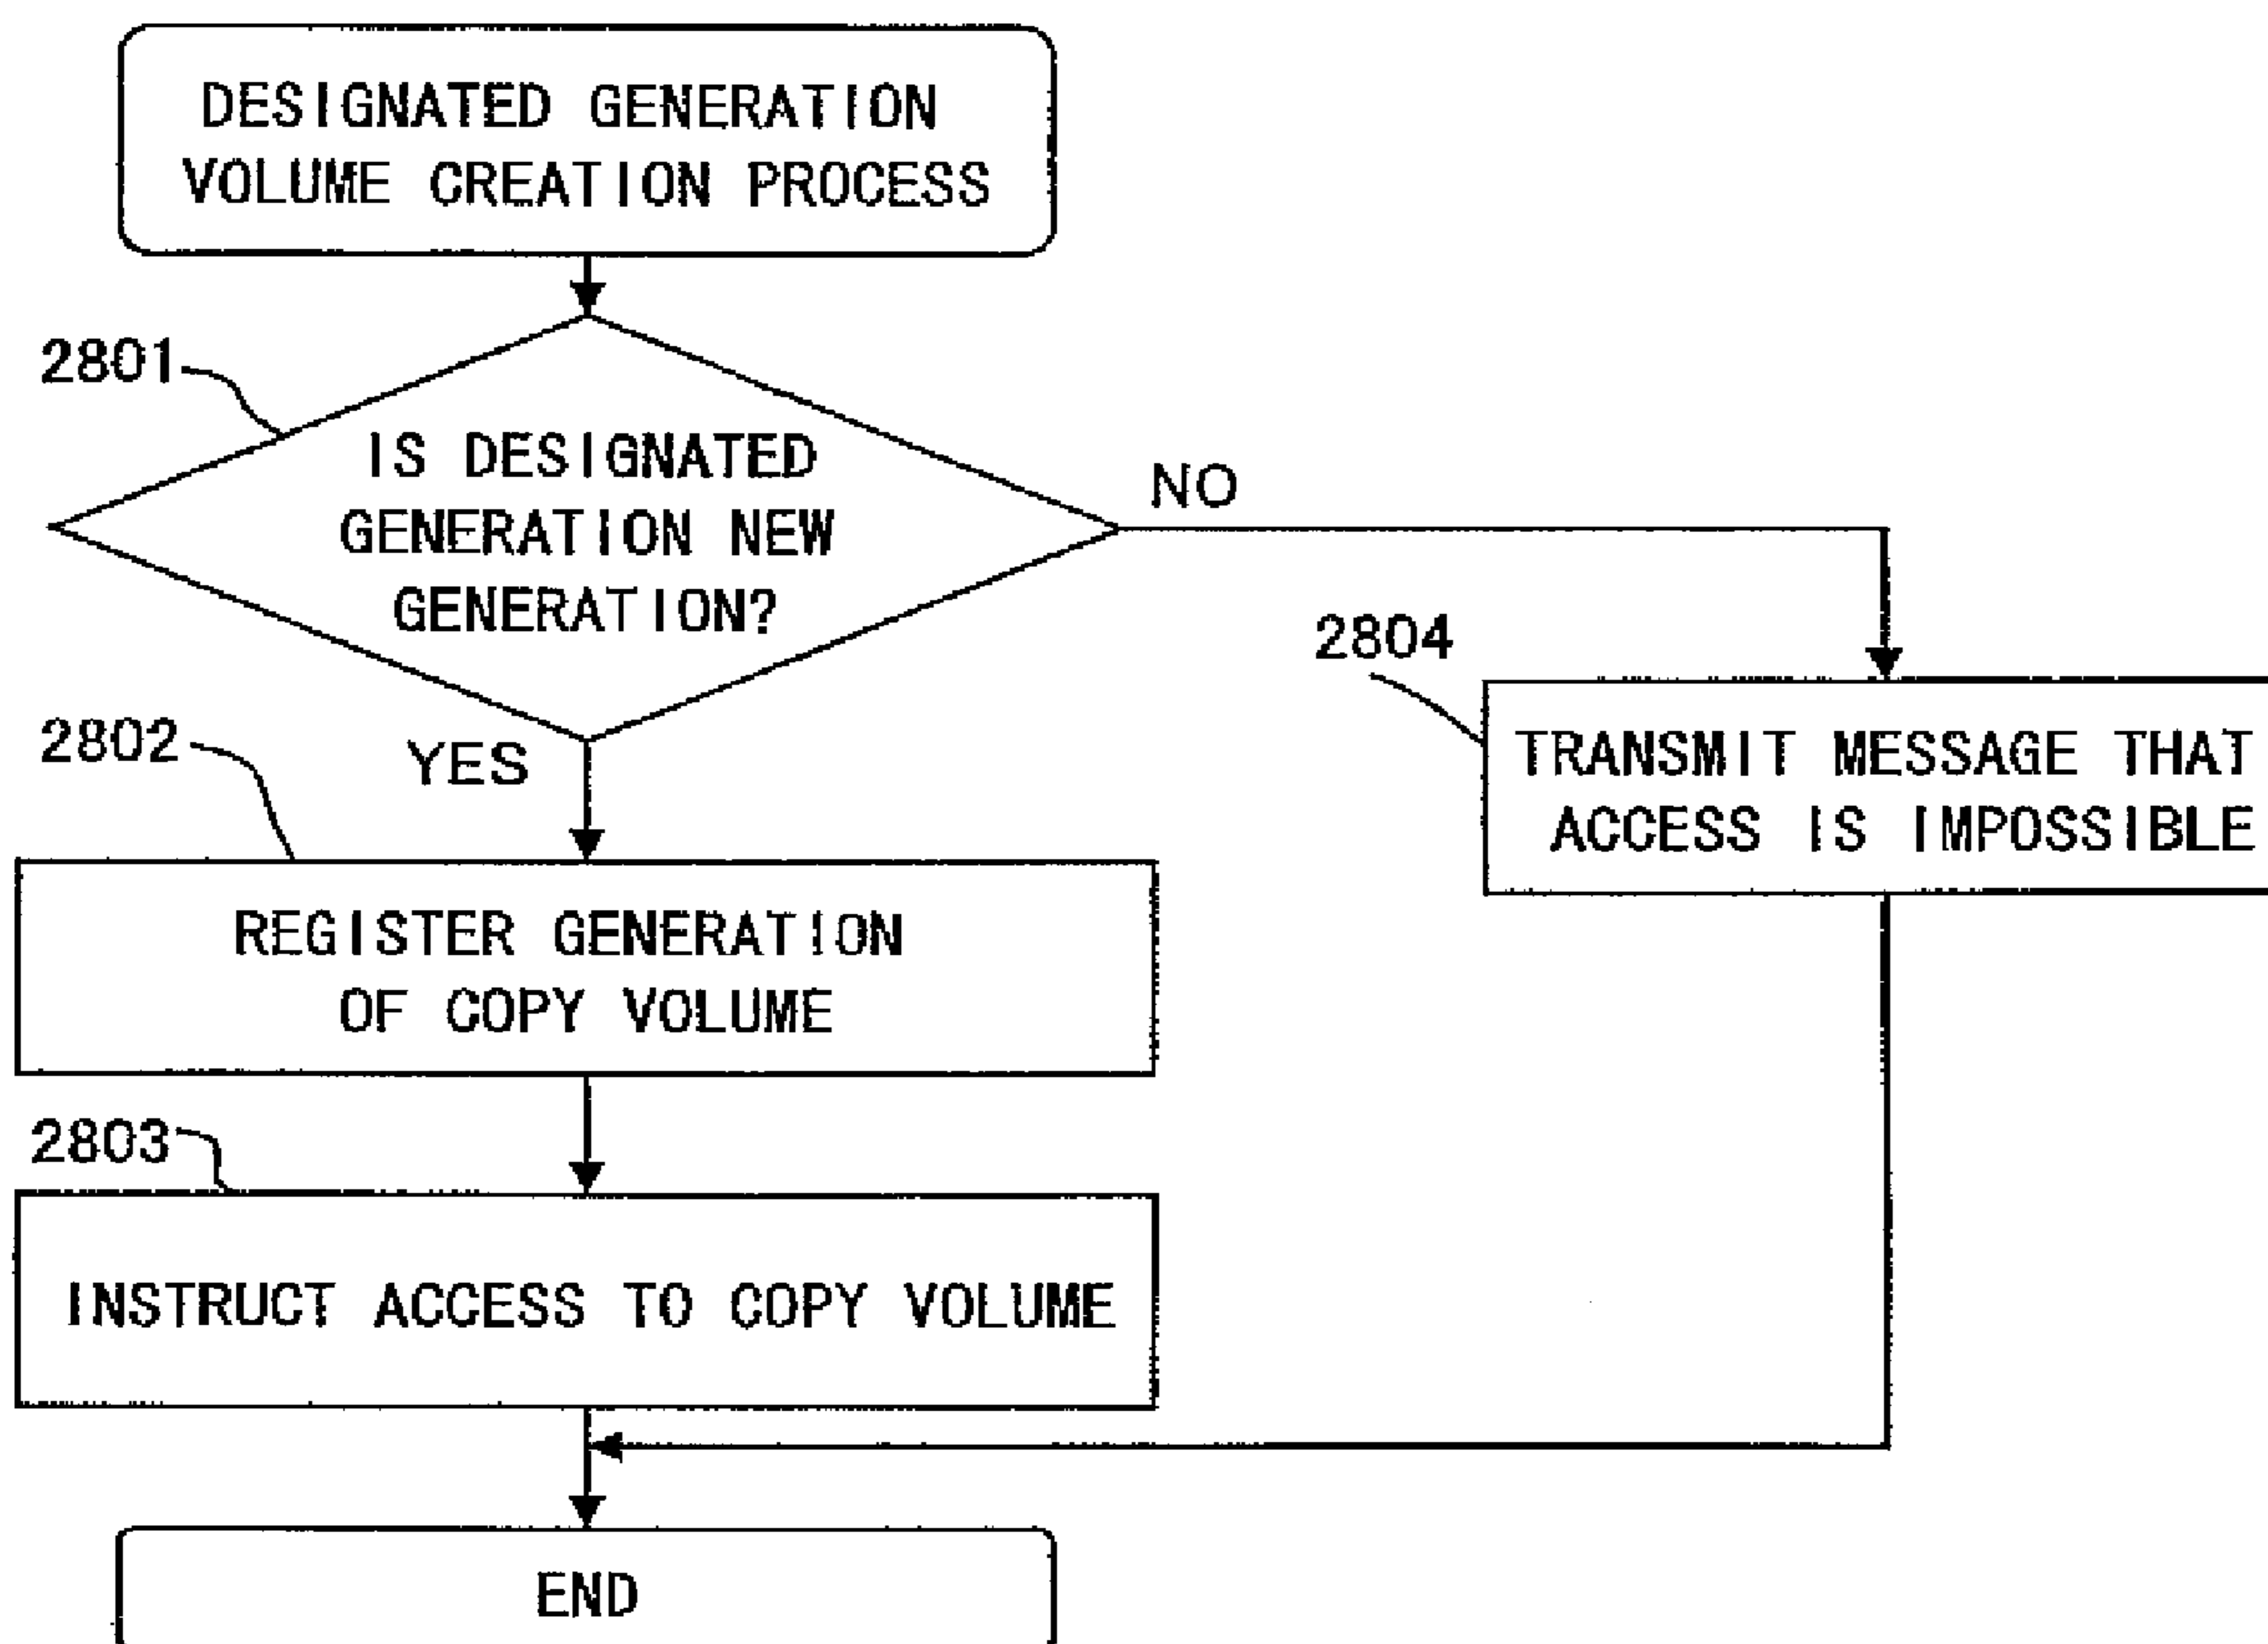 DESIGNATED GENERATION
VOLUME CREATION PROCESS
2801
IS DESIGNATED
GENERATION NEW
GENERATION?
NO
YES
2804
TRANSMIT MESSAGE THAT
ACCESS IS IMPOSSIBLE
2802
REGISTER GENERATION
OF COPY VOLUME
2803
INSTRUCT ACCESS TO COPY VOLUME
END